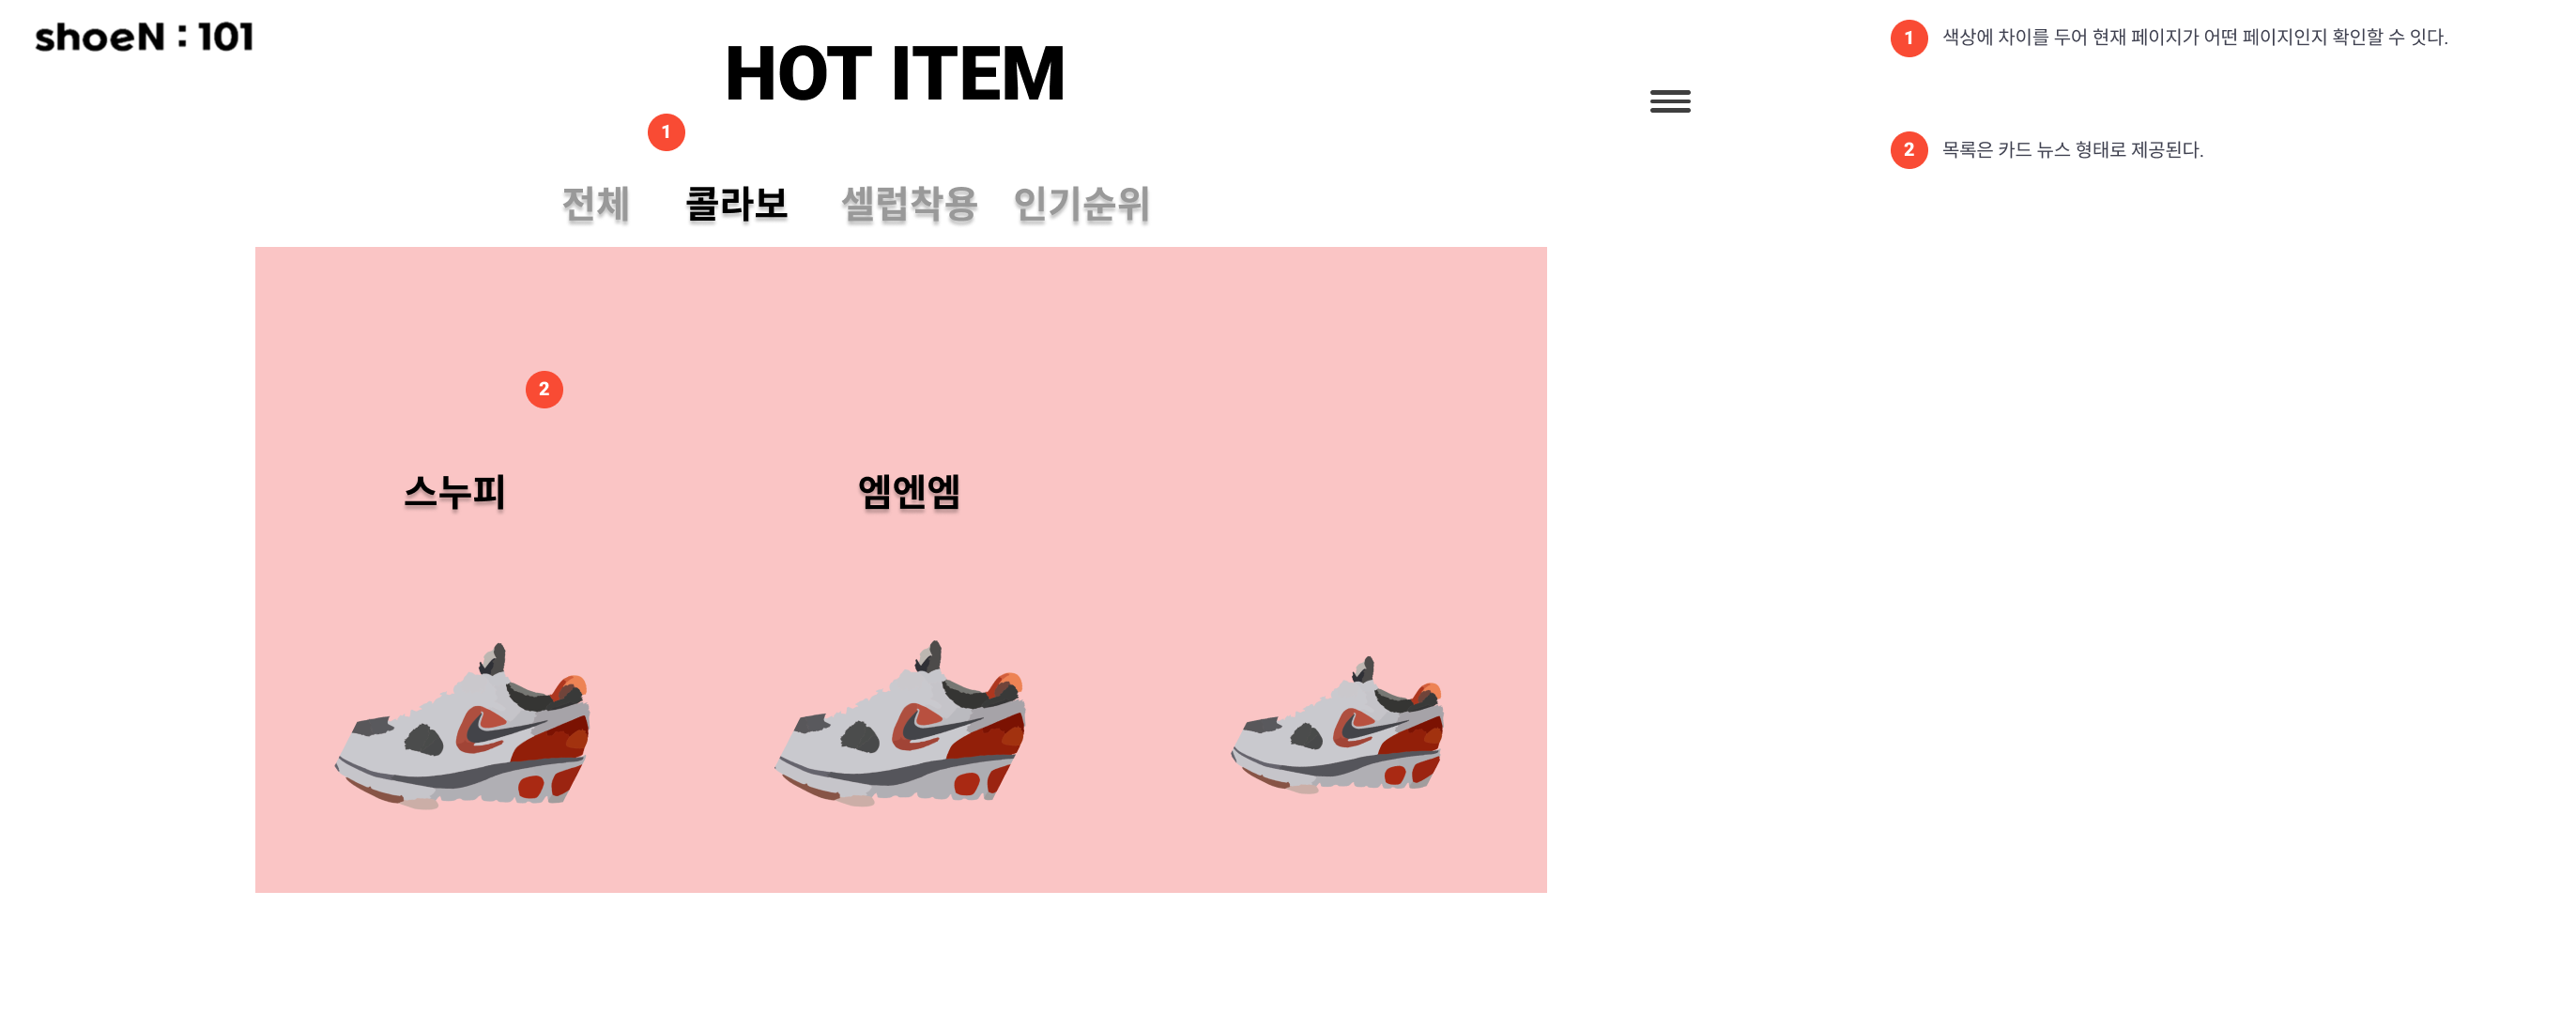 shoeN : 101
HOT ITEM
1
전체 콜라보 셀럽착용 인기순위
2
스누피 엠엔엠
1 색상에 차이를 두어 현재 페이지가 어떤 페이지인지 확인할 수 잇다.
2 목록은 카드 뉴스 형태로 제공된다.